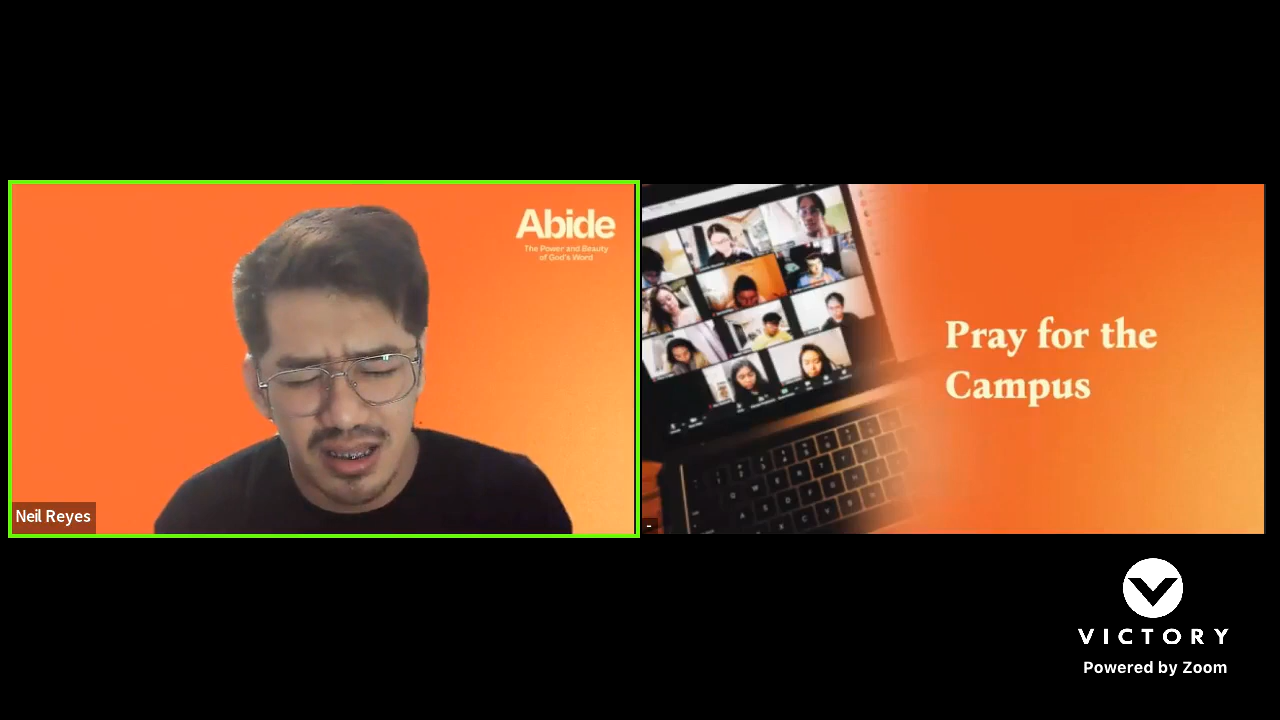 Abide
The Power and Beauty
of God's Word
Neil Reyes
Pray for the
Campus
VICTORY
Powered by Zoom